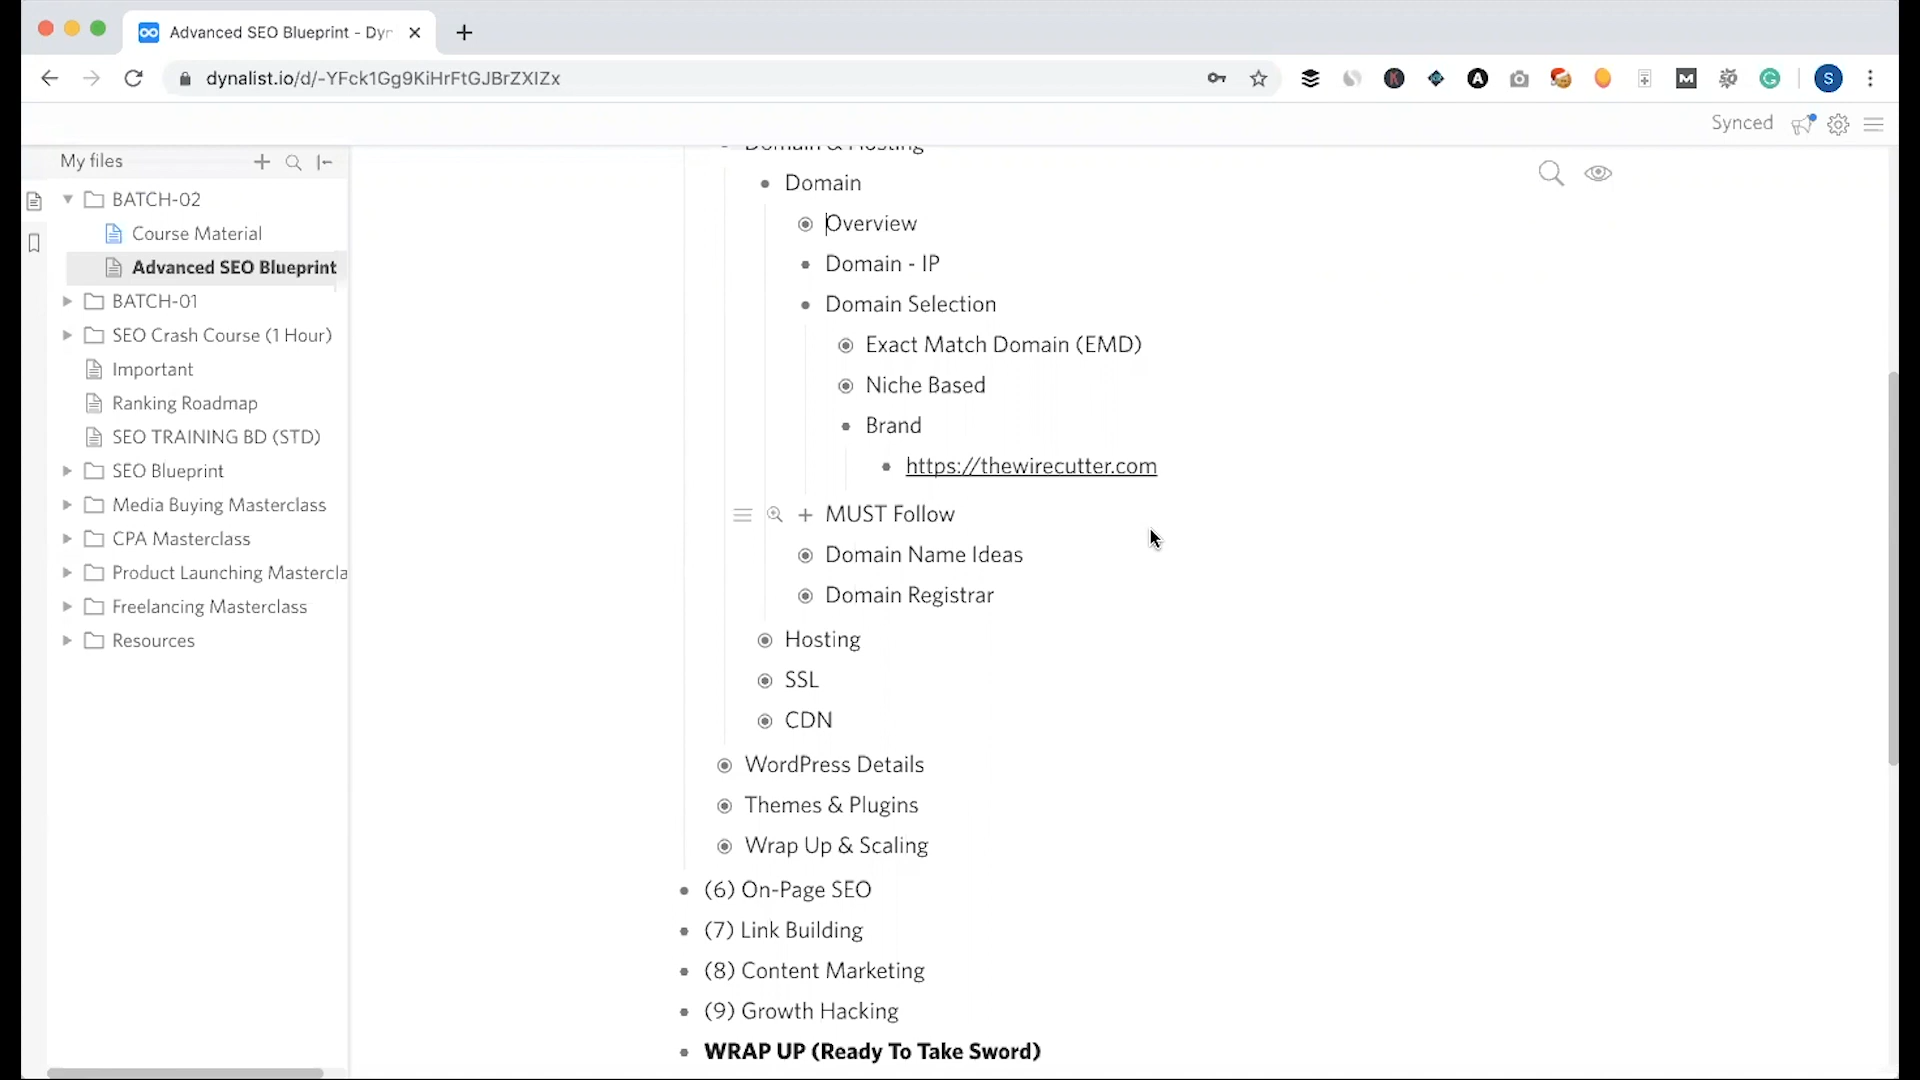 Advanced SEO Blueprint - Dyn
dynalist.io/d/-YFck1Gg9KiHrFtGJBrZXIZx
Synced
My files
BATCH-02
Course Material
Advanced SEO Blueprint
BATCH-01
SEO Crash Course (1 Hour)
Important
Ranking Roadmap
SEO TRAINING BD (STD)
SEO Blueprint
Media Buying Masterclass
CPA Masterclass
Product Launching Mastercla
Freelancing Masterclass
Resources
Domain & Hosting
Domain
Overview
Domain - IP
Domain Selection
Exact Match Domain (EMD)
Niche Based
Brand
https://thewirecutter.com
MUST Follow
Domain Name Ideas
Domain Registrar
Hosting
SSL
CDN
WordPress Details
Themes & Plugins
Wrap Up & Scaling
(6) On-Page SEO
(7) Link Building
(8) Content Marketing
(9) Growth Hacking
WRAP UP (Ready To Take Sword)